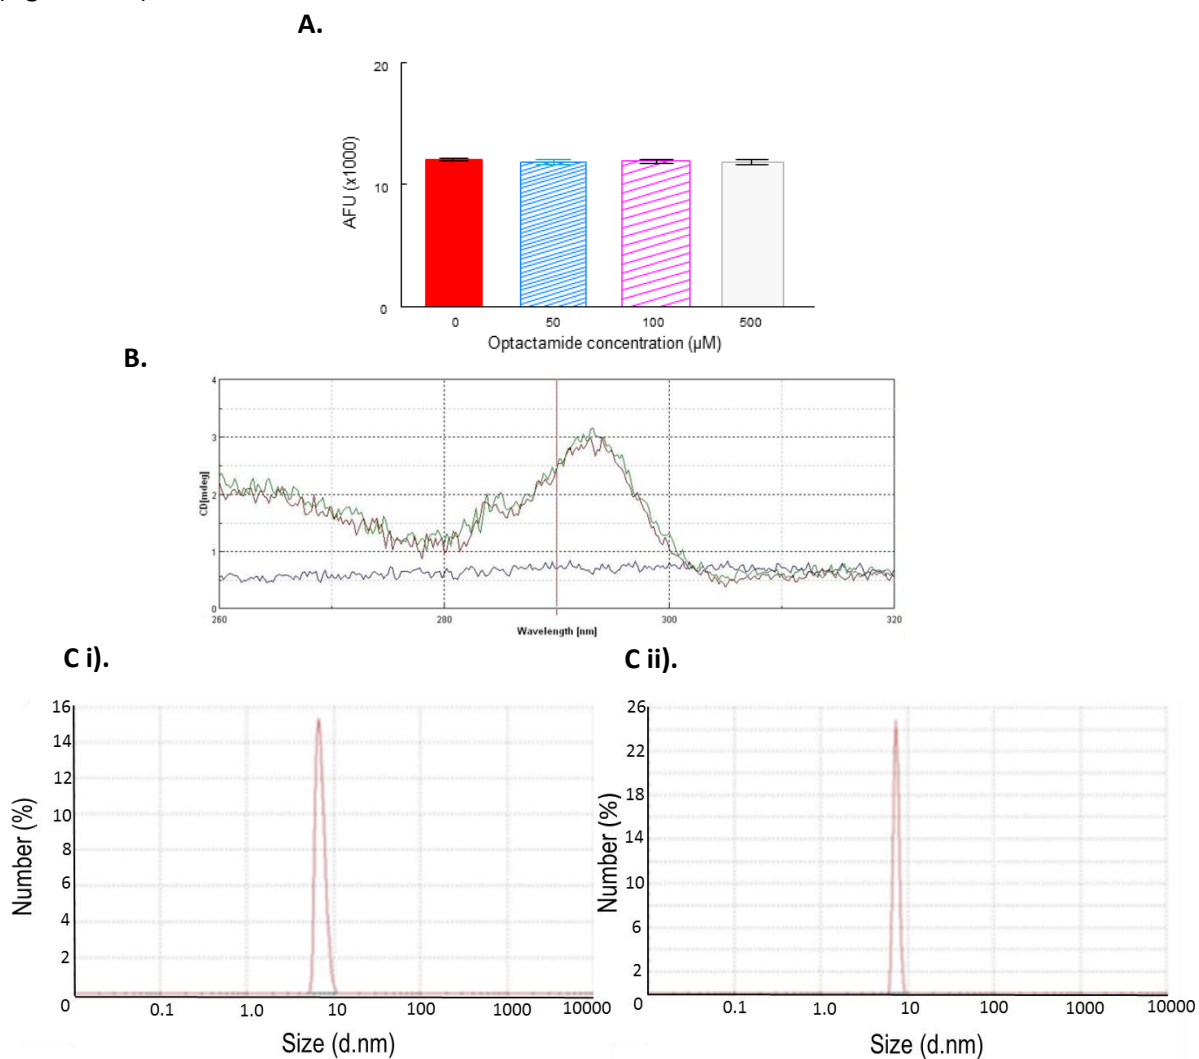 A.
20
10
0
AFU (x1000)
0 50 100 500
Optactamide concentration (µM)
B.
4
3
2
1
0
CD[mdeg]
260 280 300 320
Wavelength [nm]
C i).
16
14
12
10
8
6
4
2
0
Number (%)
0.1 1.0 10 100 1000 10000
Size (d.nm)
C ii).
26
22
18
14
10
6
2
0
Number (%)
0.1 1.0 10 100 1000 10000
Size (d.nm)